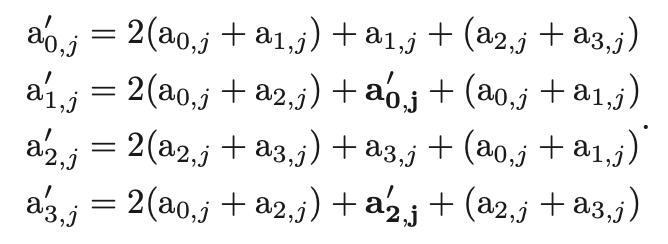 a′₀,ⱼ = 2(a₀,ⱼ + a₁,ⱼ) + a₁,ⱼ + (a₂,ⱼ + a₃,ⱼ)
a′₁,ⱼ = 2(a₀,ⱼ + a₂,ⱼ) + **a′₀,ⱼ** + (a₀,ⱼ + a₁,ⱼ)
a′₂,ⱼ = 2(a₂,ⱼ + a₃,ⱼ) + a₃,ⱼ + (a₀,ⱼ + a₁,ⱼ).
a′₃,ⱼ = 2(a₀,ⱼ + a₂,ⱼ) + **a′₂,ⱼ** + (a₂,ⱼ + a₃,ⱼ)